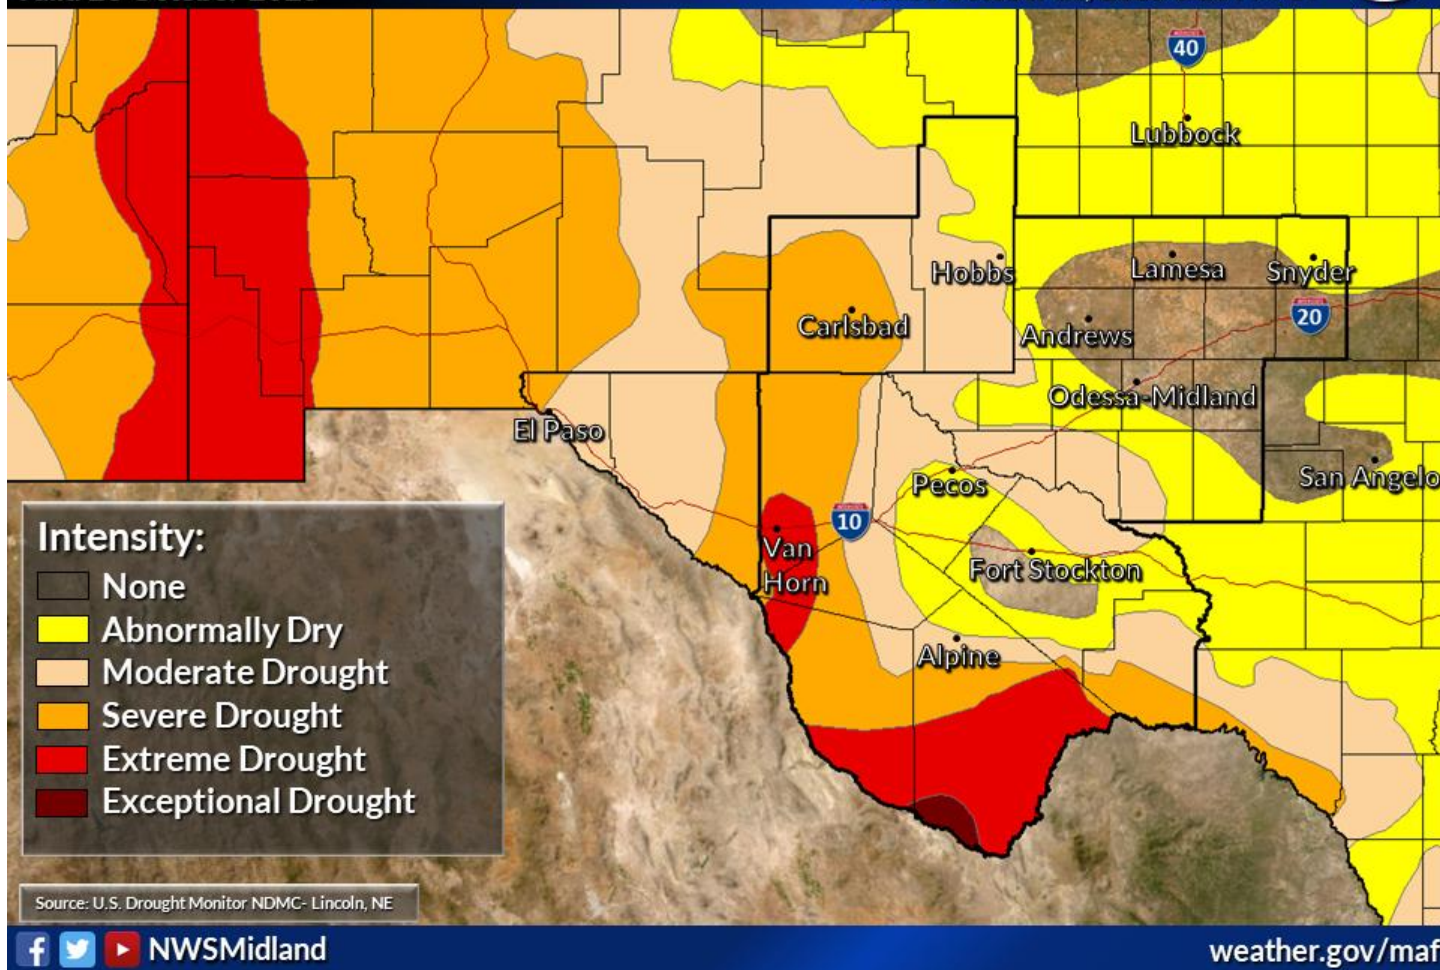 40
Lubbock
Hobbs
Lamesa
Snyder
Carlsbad
Andrews
20
Odessa-Midland
El Paso
Pecos
San Angelo
10
Van
Horn
Fort Stockton
Alpine
Intensity:
None
Abnormally Dry
Moderate Drought
Severe Drought
Extreme Drought
Exceptional Drought
Source: U.S. Drought Monitor NDMC- Lincoln, NE
NWSMidland
weather.gov/maf